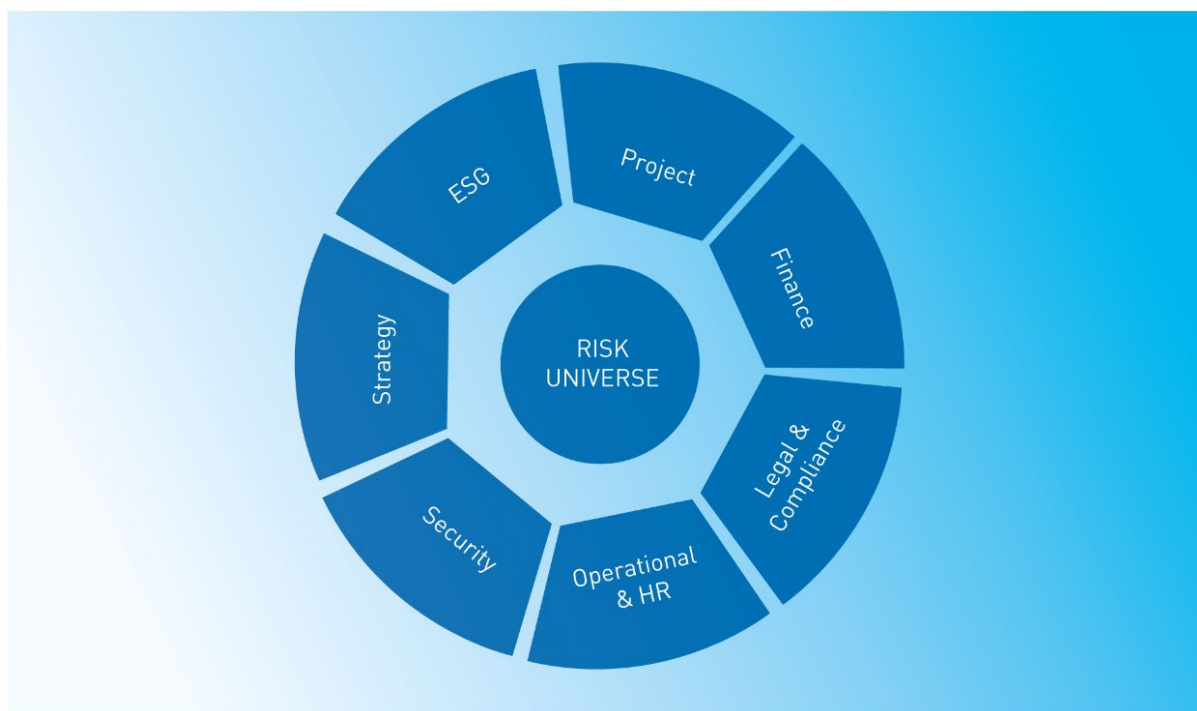 ESG
Project
Finance
Legal &
Compliance
Operational
& HR
Security
Strategy
RISK
UNIVERSE